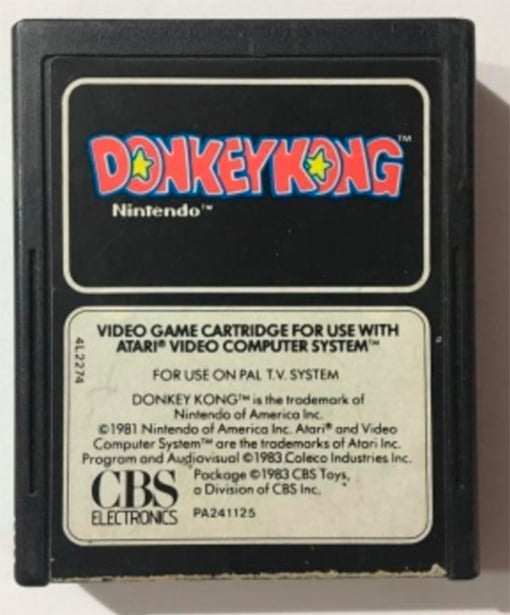 DONKEY KONG™
Nintendo™
VIDEO GAME CARTRIDGE FOR USE WITH
ATARI® VIDEO COMPUTER SYSTEM™
4L2274
FOR USE ON PAL T.V. SYSTEM
DONKEY KONG™ is the trademark of
Nintendo of America Inc.
©1981 Nintendo of America Inc. Atari® and Video
Computer System™ are the trademarks of Atari Inc.
Program and Audiovisual ©1983 Coleco Industries Inc.
Package ©1983 CBS Toys,
a Division of CBS Inc.
CBS
ELECTRONICS
PA241125